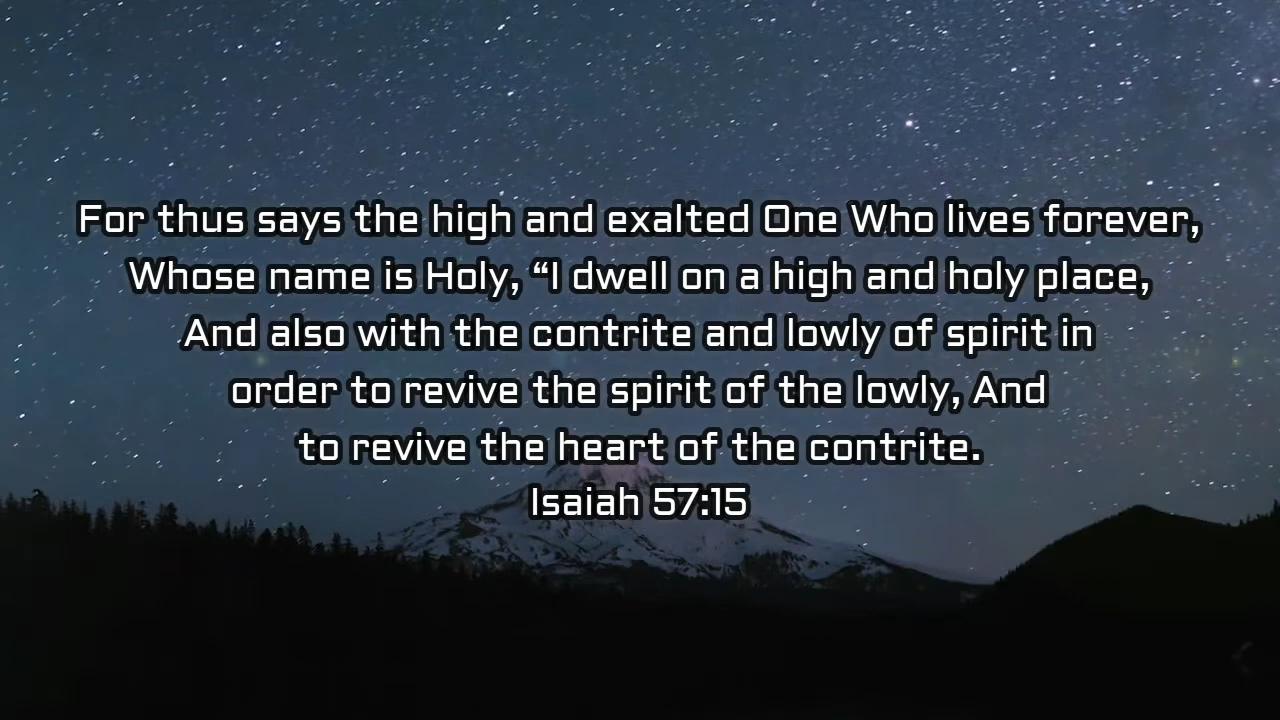 For thus says the high and exalted One Who lives forever,
Whose name is Holy, “I dwell on a high and holy place,
And also with the contrite and lowly of spirit in
order to revive the spirit of the lowly, And
to revive the heart of the contrite.
Isaiah 57:15